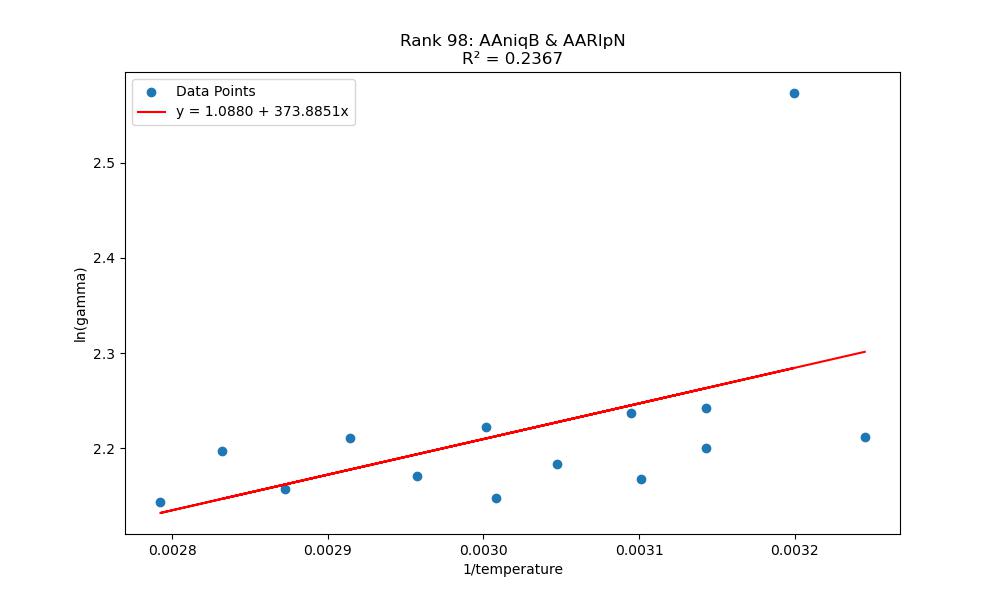 Rank 98: AAniqB & AARlpN
R² = 0.2367
Data Points
y = 1.0880 + 373.8851x
2.5
2.4
2.3
2.2
ln(gamma)
0.0028
0.0029
0.0030
0.0031
0.0032
1/temperature